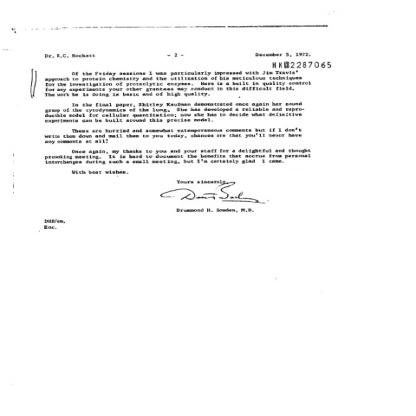 Dr. R.C. Hockett - 2 - December 5, 1972.
HK 2287065
Of the Friday sessions I was particularly impressed with Jim Travis'
approach to protein chemistry and the utilization of his meticulous techniques
for the investigation of proteolytic enzymes. Here is a built in quality control
for any experiments your other grantees may conduct in this difficult field.
The work he is doing is basic and of high quality.
In the final paper, Shirley Kaufman demonstrated once again her sound
grasp of the cytodynamics of the lung. She has developed a reliable and repro-
ducible model for cellular quantitation; now she has to decide what definitive
experiments can be built around this precise model.
These are hurried and somewhat extemporaneous comments but if I don't
write them down and mail them to you today, chances are that you'll never have
any comments at all!
Once again, my thanks to you and your staff for a delightful and thought
provoking meeting. It is hard to document the benefits that accrue from personal
interchanges during such a small meeting, but I'm certainly glad I came.
With best wishes.
Yours sincerely,
Drummond H. Bowden, M.D.
DHB/em,
Enc.